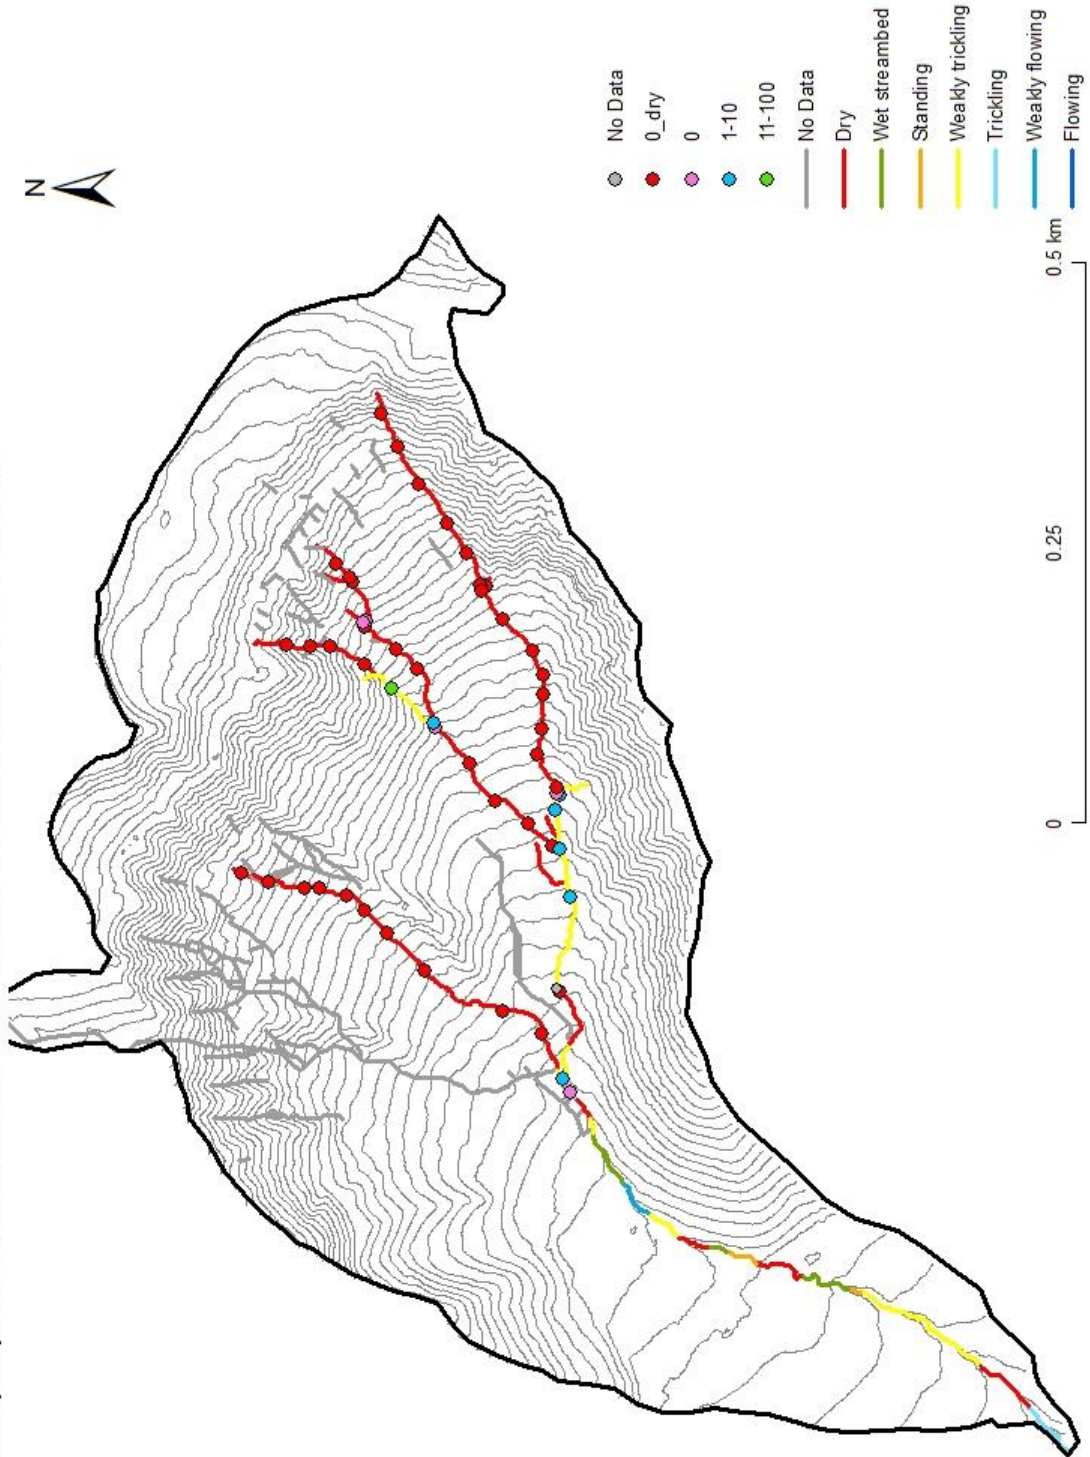 N
No Data
0_dry
0
1-10
11-100
No Data
Dry
Wet streambed
Standing
Weakly trickling
Trickling
Weakly flowing
Flowing
0
0.25
0.5 km